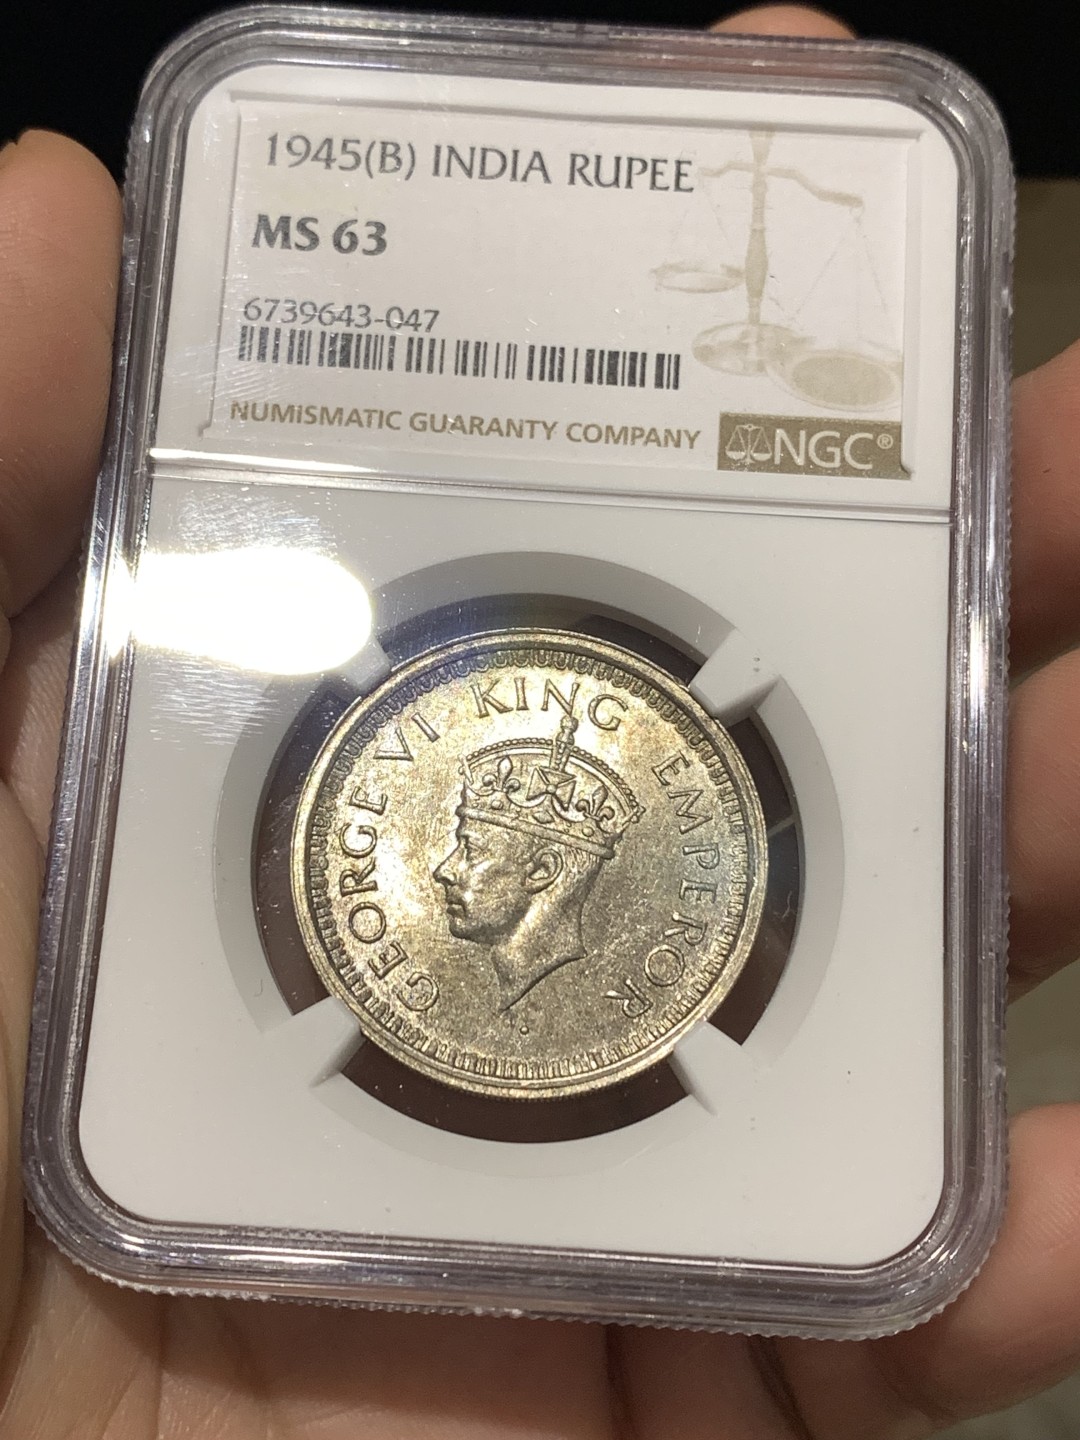 1945(B) INDIA RUPEE
MS 63
6739643-047
NUMISMATIC GUARANTY COMPANY
NGC®
GEORGE VI KING EMPEROR